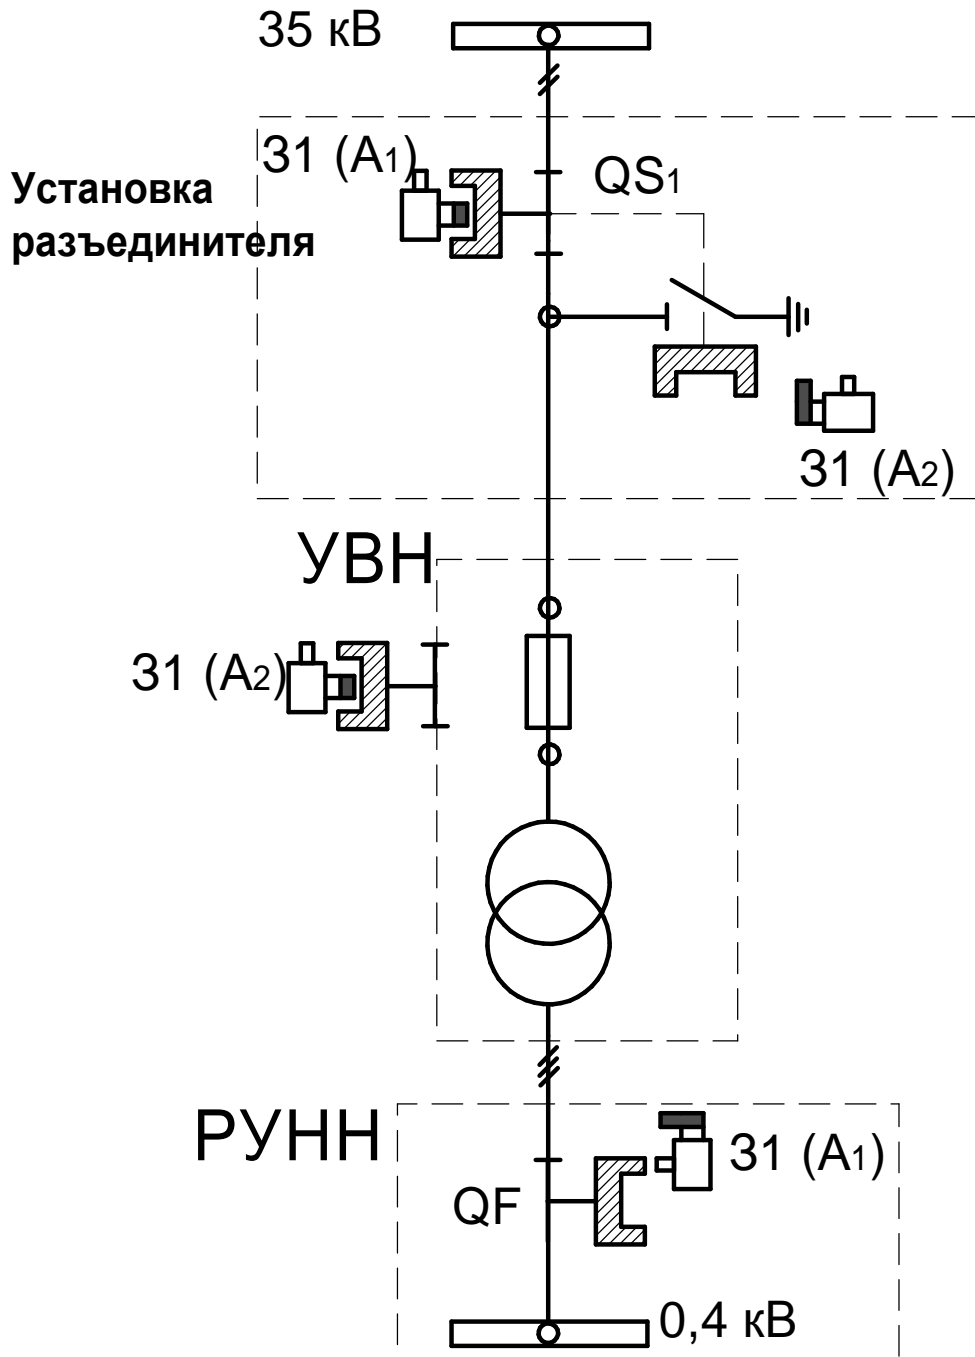 35 кВ
З1 (А1)
QS1
Установка
разъединителя
З1 (А2)
УВН
З1 (А2)
РУНН
З1 (А1)
QF
0,4 кВ